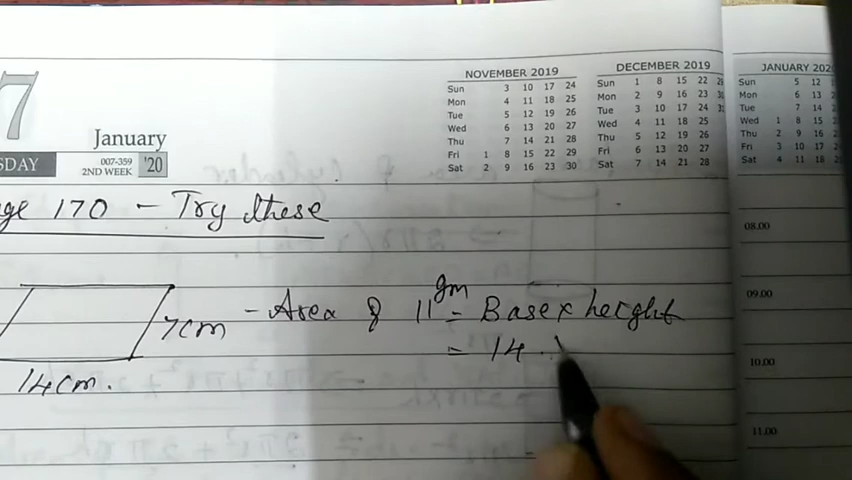 7
January
SDAY
007-359
2ND WEEK
'20
NOVEMBER 2019
Sun 3 10 17 24
Mon 4 11 18 25
Tue 5 12 19 26
Wed 6 13 20 27
Thu 7 14 21 28
Fri 1 8 15 22 29
Sat 2 9 16 23 30
DECEMBER 2019
Sun 1 8 15 22 29
Mon 2 9 16 23 30
Tue 3 10 17 24 31
Wed 4 11 18 25
Thu 5 12 19 26
Fri 6 13 20 27
Sat 7 14 21 28
JANUARY 202
Sun 5 12
Mon 6 13
Tue 7 14
Wed 1 8 15
Thu 2 9 16
Fri 3 10 17
Sat 4 11 18
ge 170 - Try these
7cm - Area of 11gm = Base x height
= 14
14cm.
08.00
09.00
10.00
11.00